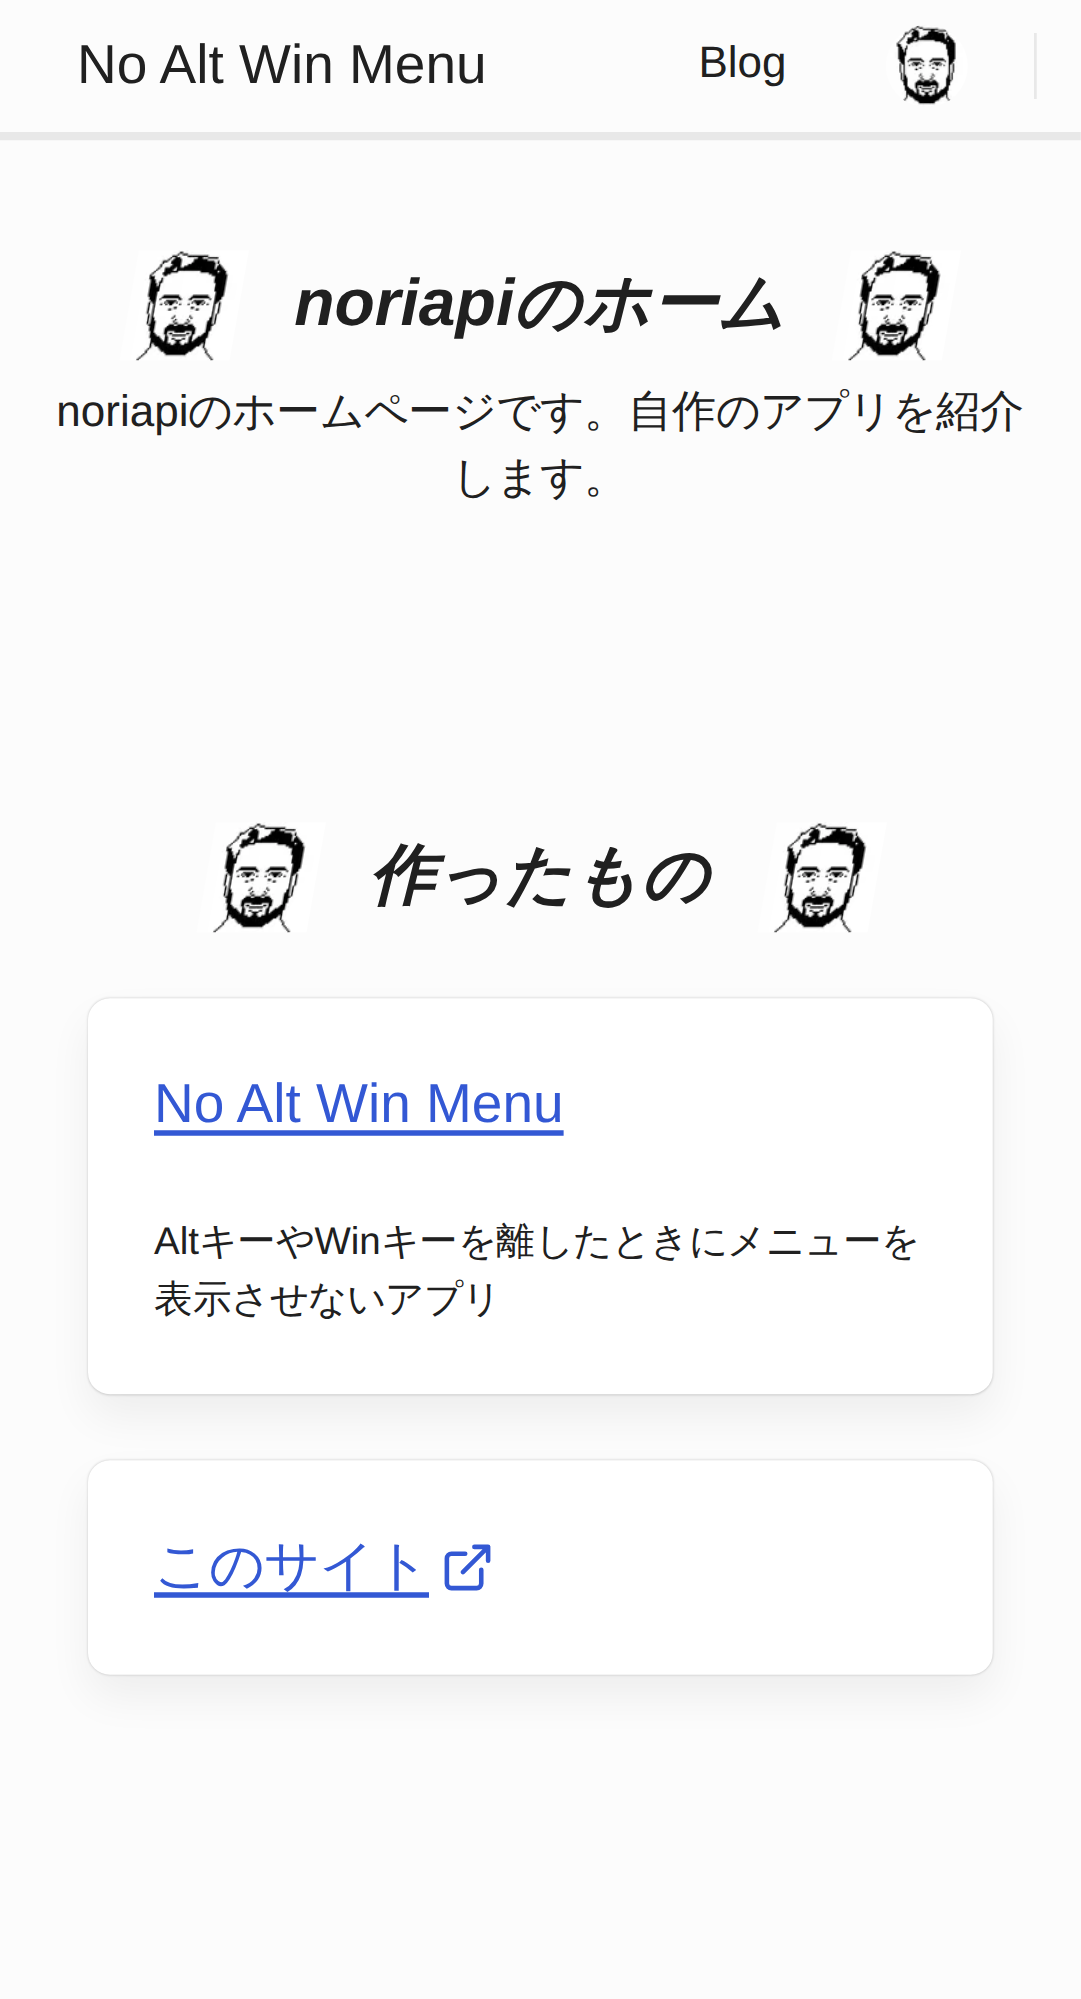 No Alt Win Menu Blog
noriapiのホーム
noriapiのホームページです。自作のアプリを紹介
します。
作ったもの
No Alt Win Menu
AltキーやWinキーを離したときにメニューを
表示させないアプリ
このサイト